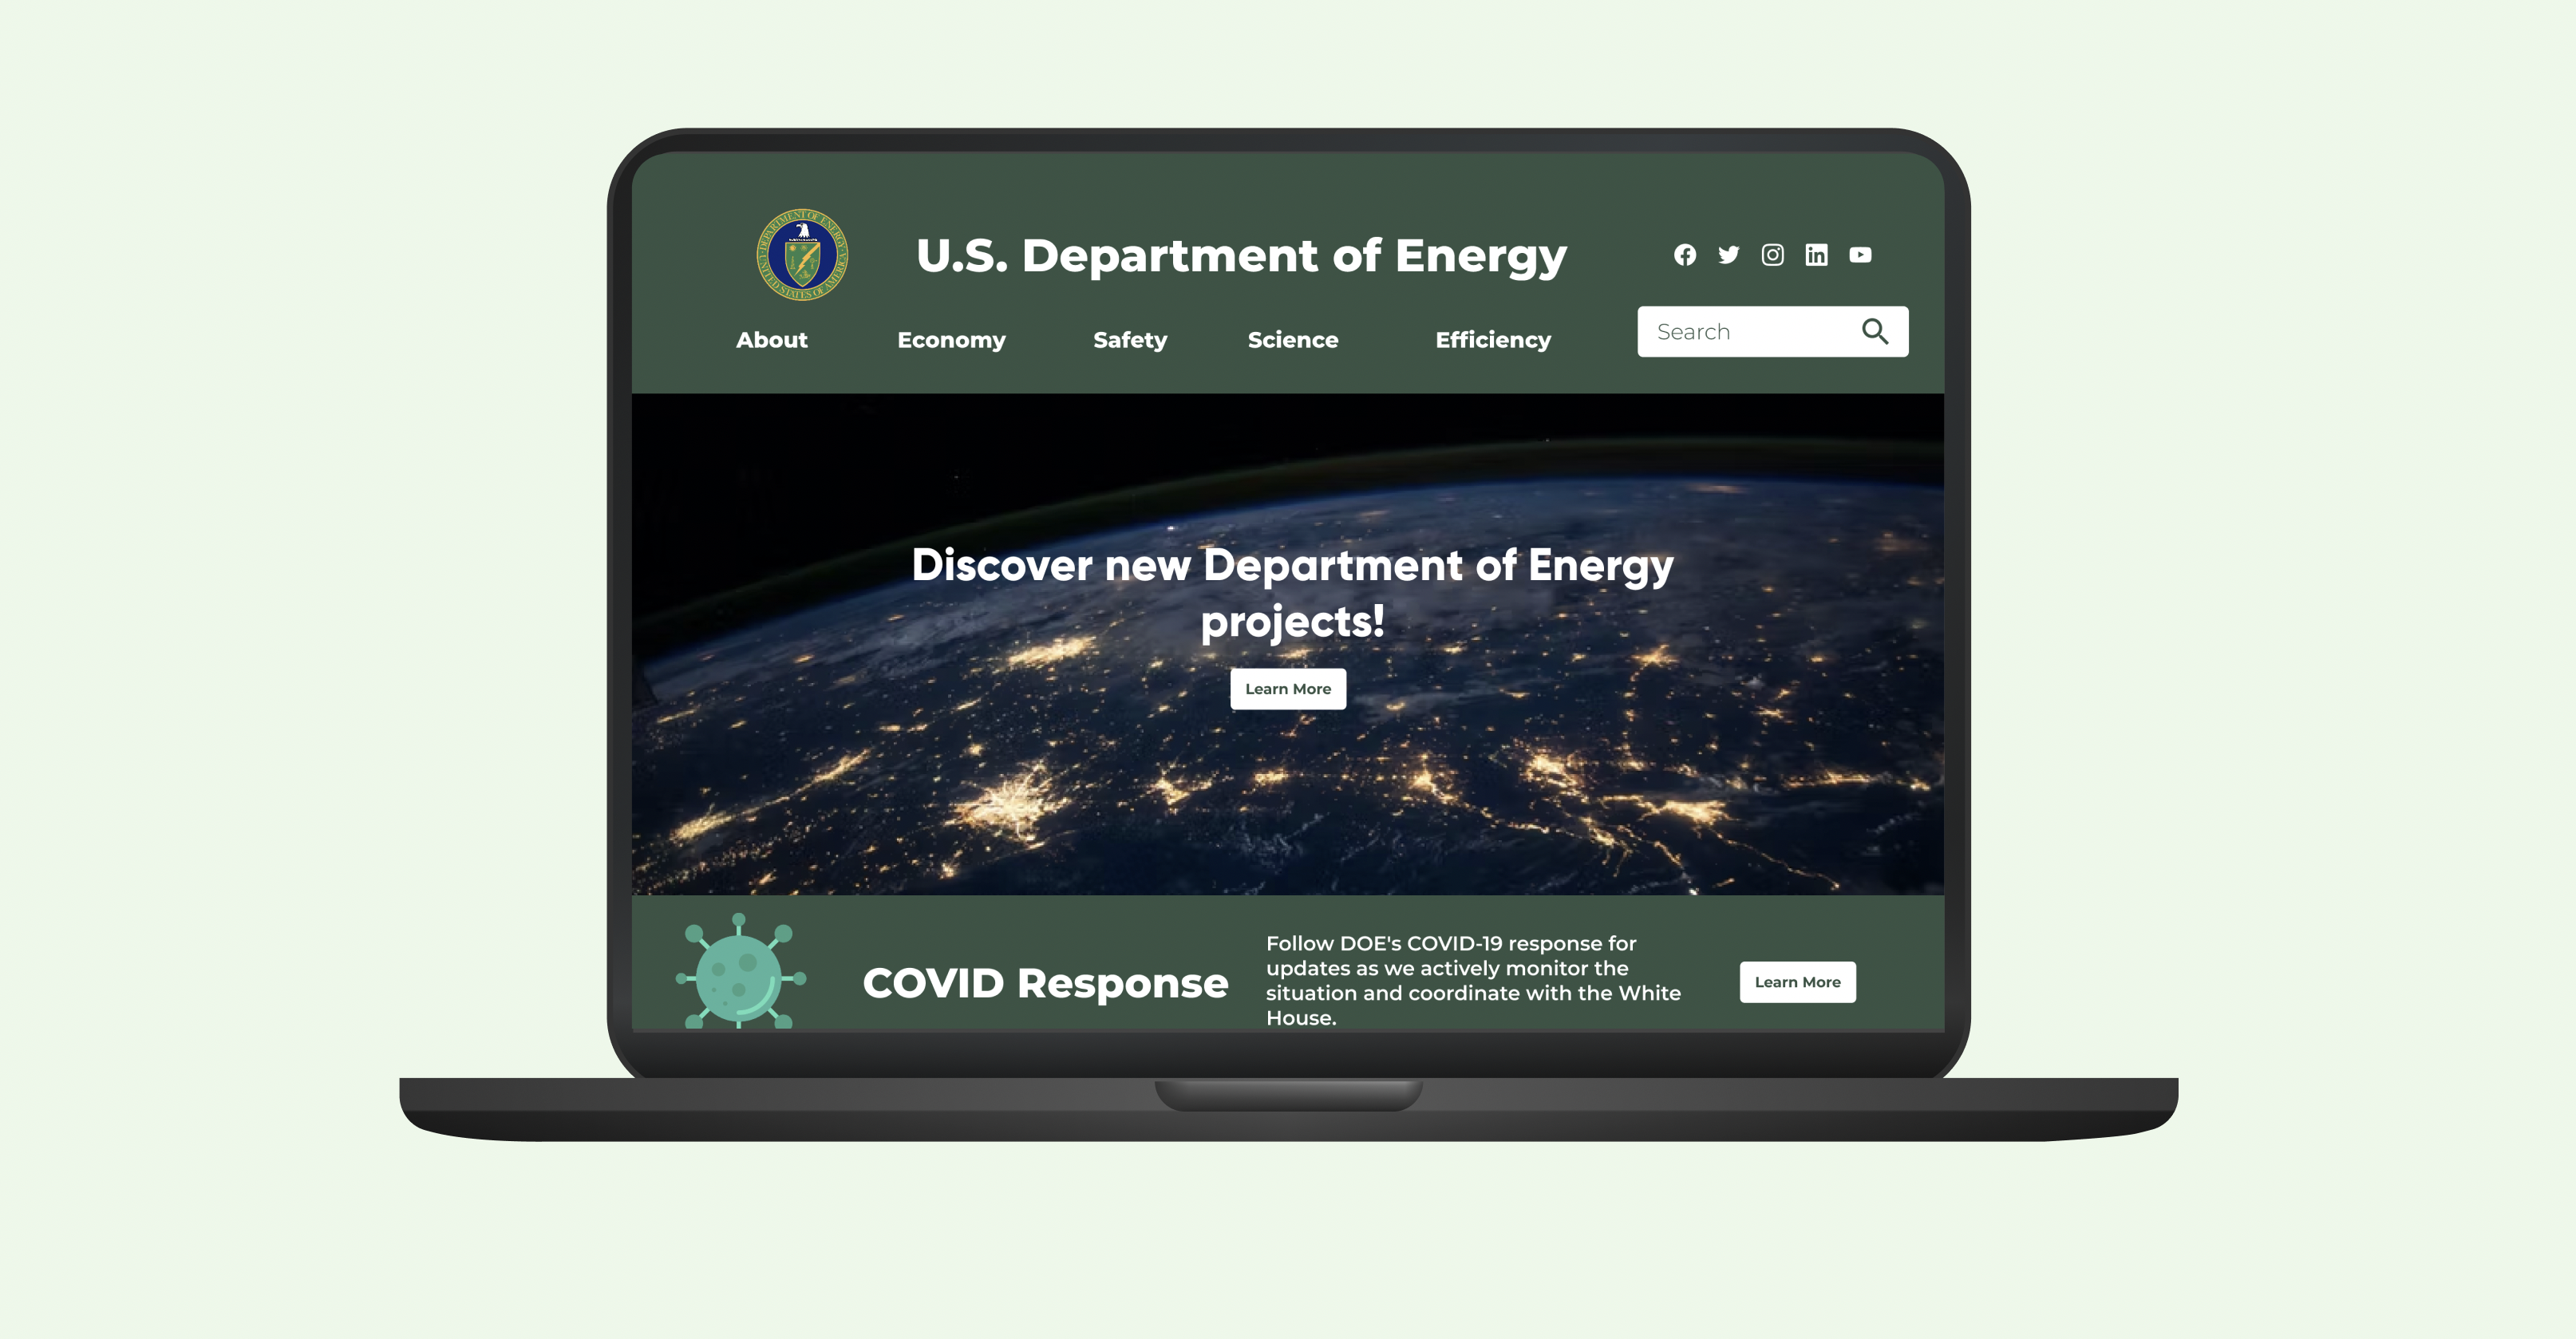 DEPARTMENT OF ENERGY
UNITED STATES OF AMERICA
U.S. Department of Energy
About Economy Safety Science Efficiency
Search
Discover new Department of Energy
projects!
Learn More
COVID Response
Follow DOE's COVID-19 response for
updates as we actively monitor the
situation and coordinate with the White
House.
Learn More